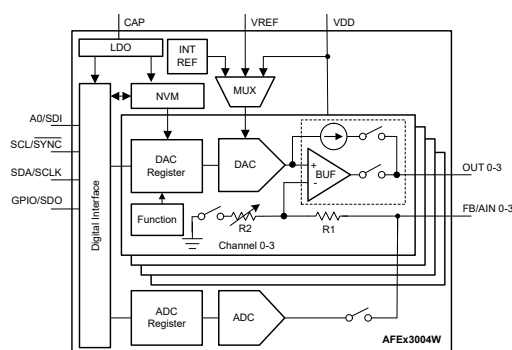 CAP
VREF
VDD
LDO
INT
REF
NVM
MUX
A0/SDI
SCL/SYNC
SDA/SCLK
GPIO/SDO
Digital Interface
DAC
Register
DAC
+
-
BUF
OUT 0-3
Function
R2
R1
FB/AIN 0-3
Channel 0-3
ADC
Register
ADC
AFEx3004W